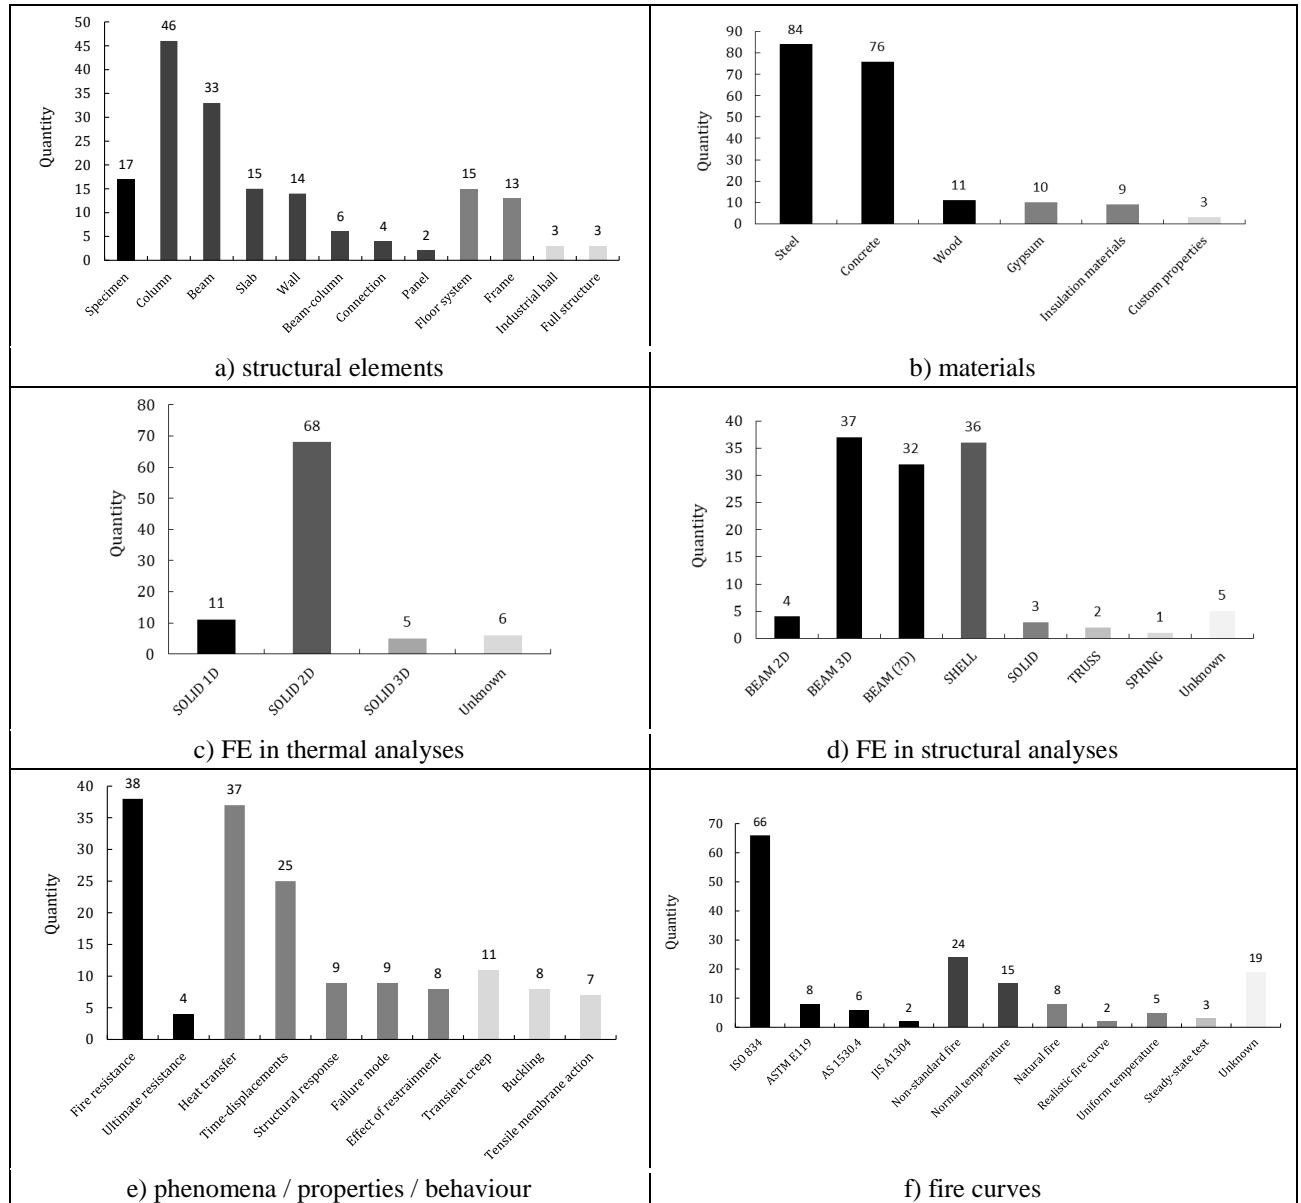 50
45
40
35
30
25
20
15
10
5
0
Quantity
17
46
33
15
14
6
4
2
15
13
3
3
Specimen
Column
Beam
Slab
Wall
Beam-column
Connection
Panel
Floor system
Frame
Industrial hall
Full structure
a) structural elements
90
80
70
60
50
40
30
20
10
0
Quantity
84
76
11
10
9
3
Steel
Concrete
Wood
Gypsum
Insulation materials
Custom properties
b) materials
80
70
60
50
40
30
20
10
0
Quantity
11
68
5
6
SOLID 1D
SOLID 2D
SOLID 3D
Unknown
c) FE in thermal analyses
40
35
30
25
20
15
10
5
0
Quantity
4
37
32
36
3
2
1
5
BEAM 2D
BEAM 3D
BEAM (?D)
SHELL
SOLID
TRUSS
SPRING
Unknown
d) FE in structural analyses
40
35
30
25
20
15
10
5
0
Quantity
38
4
37
25
9
9
8
11
8
7
Fire resistance
Ultimate resistance
Heat transfer
Time-displacements
Structural response
Failure mode
Effect of restrainment
Transient creep
Buckling
Tensile membrane action
e) phenomena / properties / behaviour
70
60
50
40
30
20
10
0
Quantity
66
8
6
2
24
15
8
2
5
3
19
ISO 834
ASTM E119
AS 1530.4
JIS A1304
Non-standard fire
Normal temperature
Natural fire
Realistic fire curve
Uniform temperature
Steady-state test
Unknown
f) fire curves